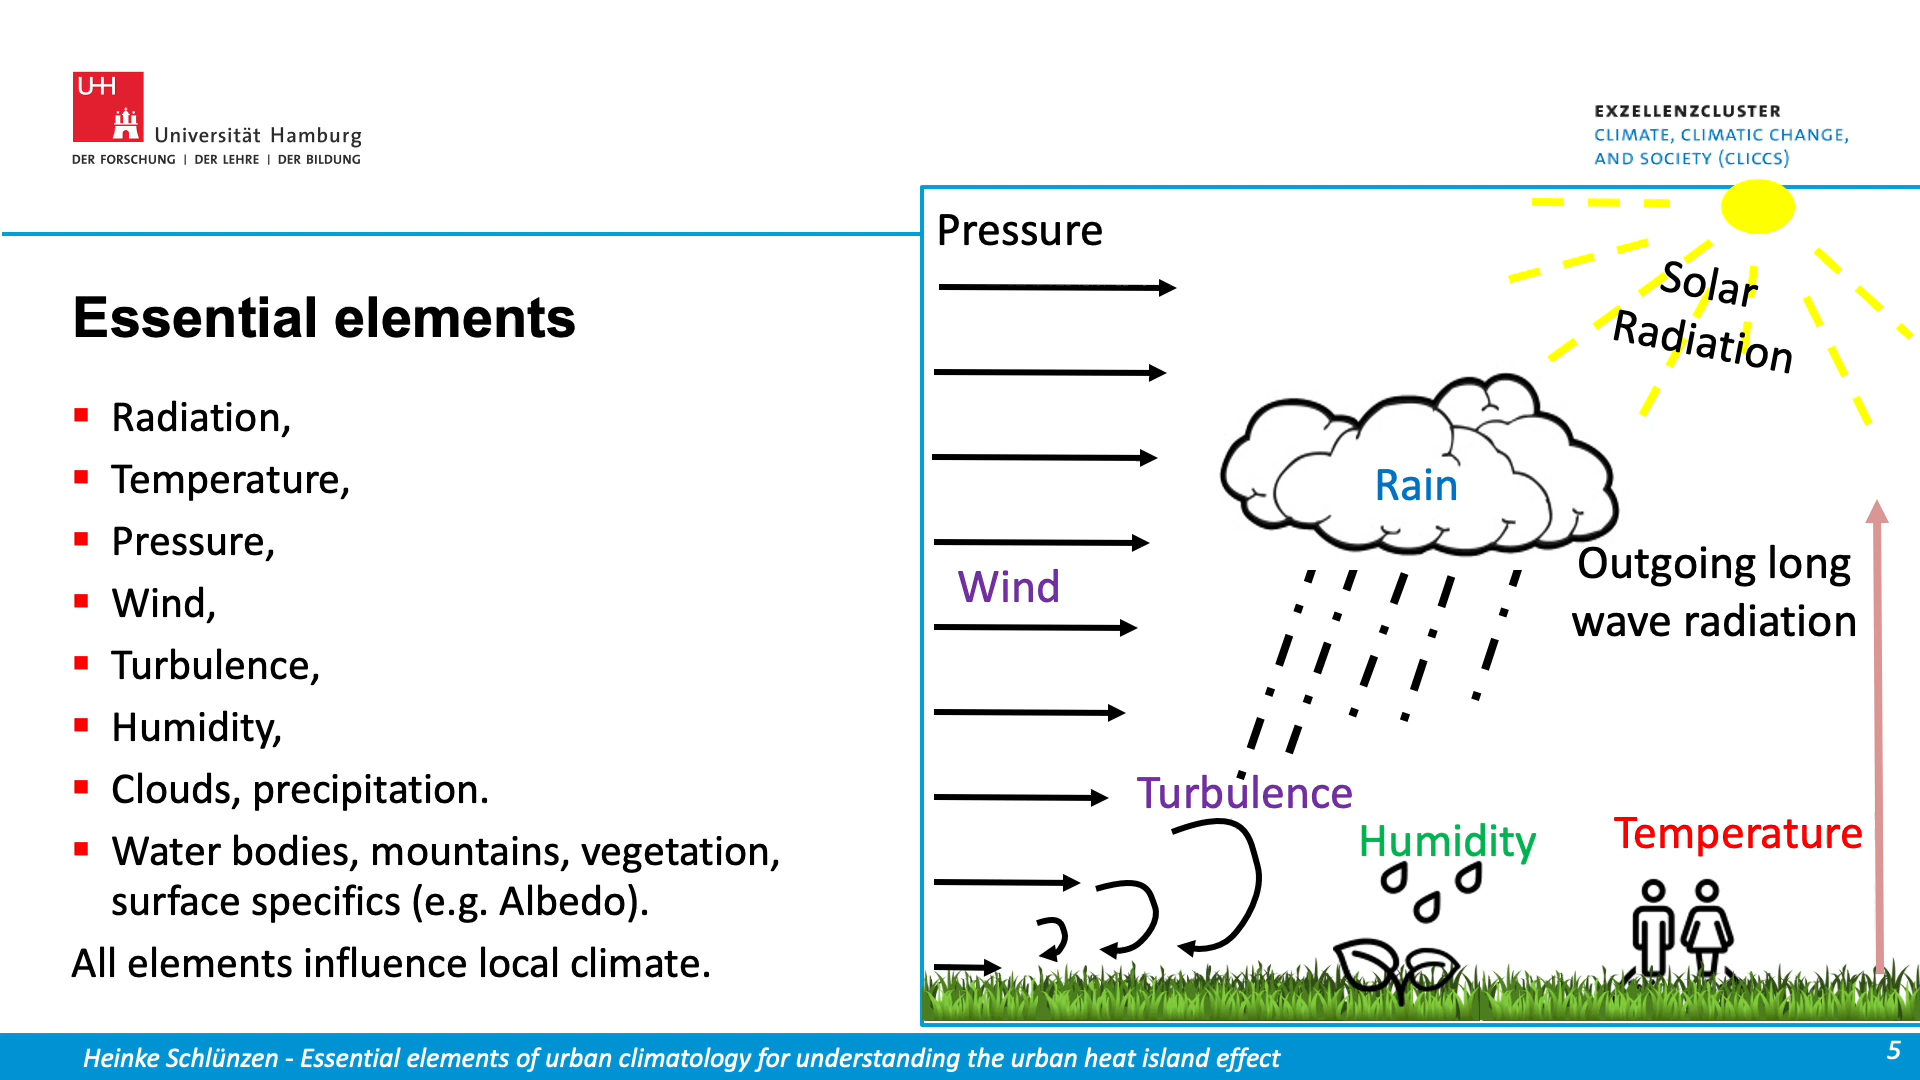 UHH
Universität Hamburg
DER FORSCHUNG | DER LEHRE | DER BILDUNG
EXZELLENZCLUSTER
CLIMATE, CLIMATIC CHANGE,
AND SOCIETY (CLICCS)
Essential elements
Radiation,
Temperature,
Pressure,
Wind,
Turbulence,
Humidity,
Clouds, precipitation.
Water bodies, mountains, vegetation,
surface specifics (e.g. Albedo).
All elements influence local climate.
Pressure
Solar
Radiation
Rain
Wind
Outgoing long
wave radiation
Turbulence
Humidity
Temperature
Heinke Schlünzen - Essential elements of urban climatology for understanding the urban heat island effect
5